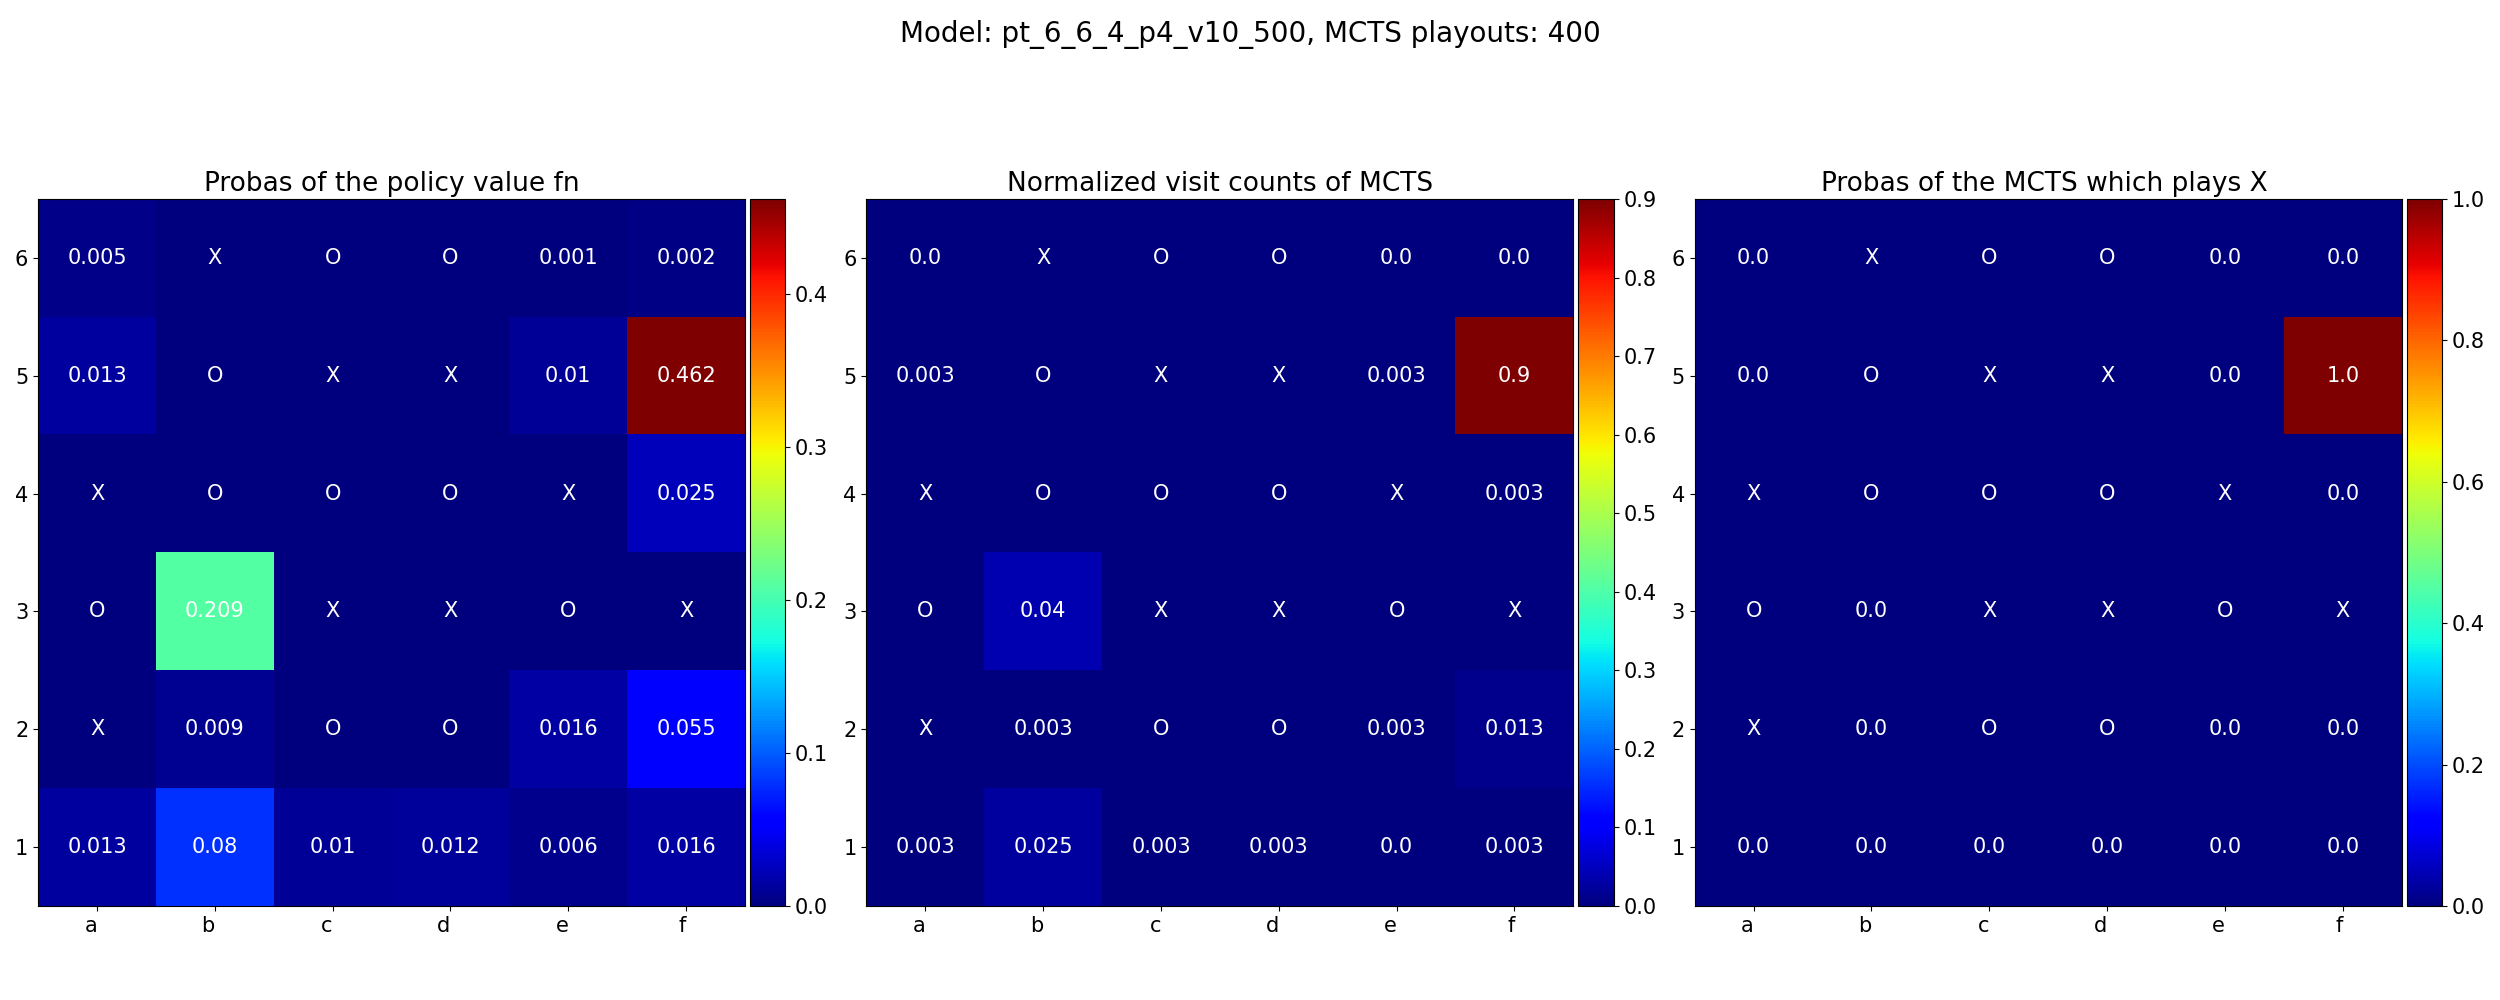 Model: pt_6_6_4_p4_v10_500, MCTS playouts: 400
Probas of the policy value fn
6 0.005 X O O 0.001 0.002
5 0.013 O X X 0.01 0.462
4 X O O O X 0.025
3 O 0.209 X X O X
2 X 0.009 O O 0.016 0.055
1 0.013 0.08 0.01 0.012 0.006 0.016
a b c d e f
0.4
0.3
0.2
0.1
0.0
Normalized visit counts of MCTS
6 0.0 X O O 0.0 0.0
5 0.003 O X X 0.003 0.9
4 X O O O X 0.003
3 O 0.04 X X O X
2 X 0.003 O O 0.003 0.013
1 0.003 0.025 0.003 0.003 0.0 0.003
a b c d e f
0.9
0.8
0.7
0.6
0.5
0.4
0.3
0.2
0.1
0.0
Probas of the MCTS which plays X
6 0.0 X O O 0.0 0.0
5 0.0 O X X 0.0 1.0
4 X O O O X 0.0
3 O 0.0 X X O X
2 X 0.0 O O 0.0 0.0
1 0.0 0.0 0.0 0.0 0.0 0.0
a b c d e f
1.0
0.8
0.6
0.4
0.2
0.0